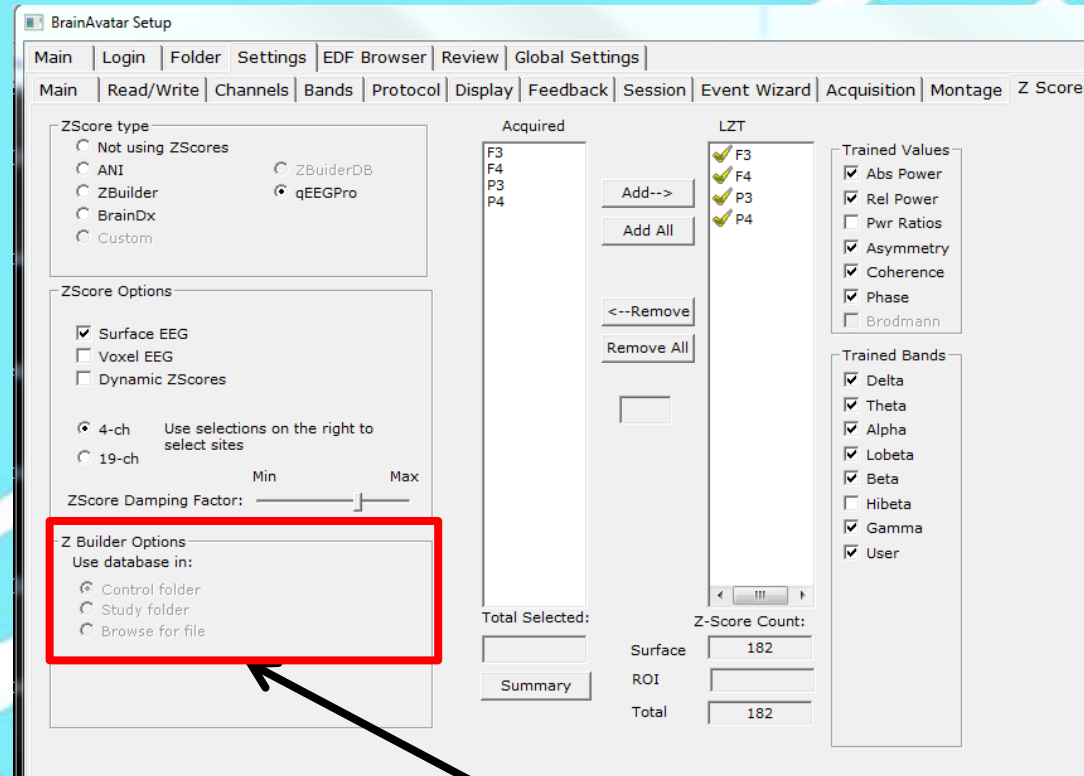 BrainAvatar Setup
Main Login Folder Settings EDF Browser Review Global Settings
Main Read/Write Channels Bands Protocol Display Feedback Session Event Wizard Acquisition Montage Z Scores
ZScore type
Not using ZScores
ANI ZBuiderDB
ZBuilder qEEGPro
BrainDx
Custom
ZScore Options
Surface EEG
Voxel EEG
Dynamic ZScores
4-ch Use selections on the right to
select sites
19-ch
Min Max
ZScore Damping Factor:
Z Builder Options
Use database in:
Control folder
Study folder
Browse for file
Acquired
F3
F4
P3
P4
Total Selected:
Summary
Add-->
Add All
<--Remove
Remove All
LZT
F3
F4
P3
P4
Z-Score Count:
Surface 182
ROI
Total 182
Trained Values
Abs Power
Rel Power
Pwr Ratios
Asymmetry
Coherence
Phase
Brodmann
Trained Bands
Delta
Theta
Alpha
Lobeta
Beta
Hibeta
Gamma
User